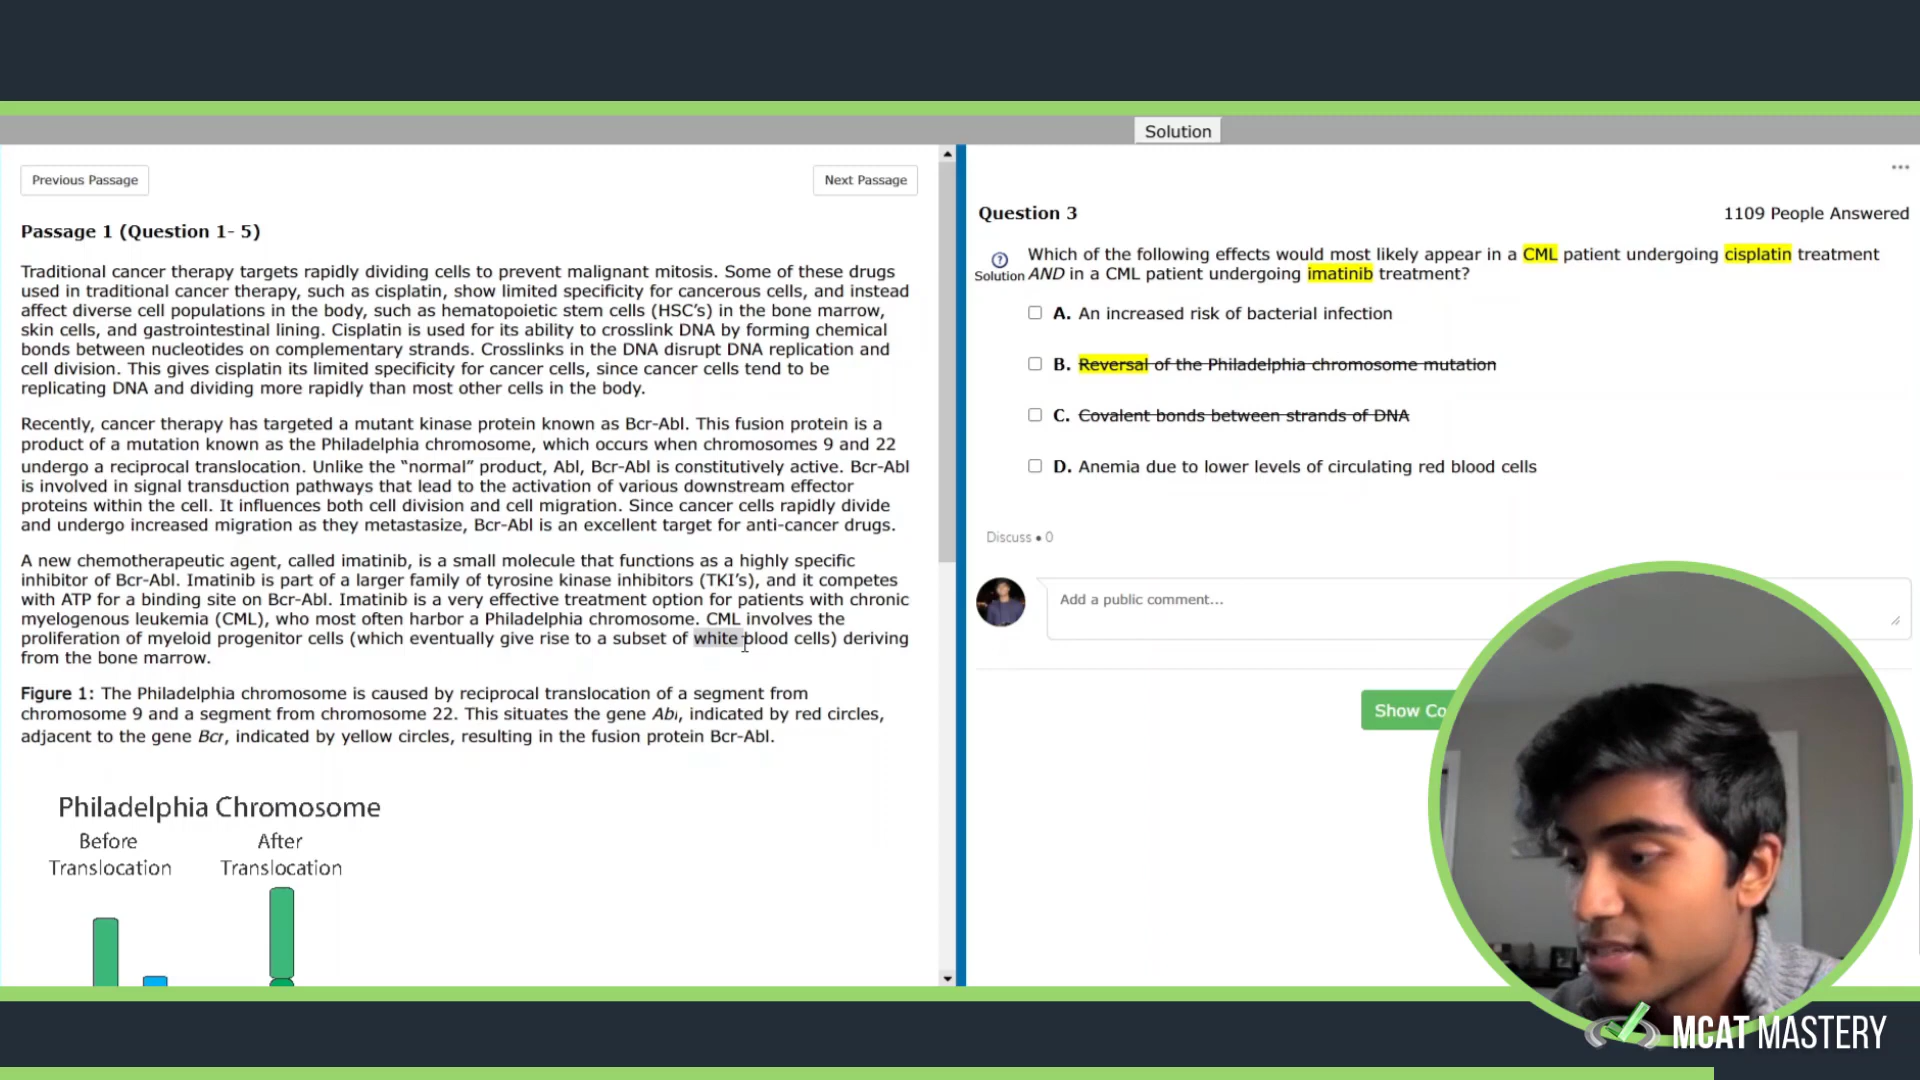 Solution
Previous Passage
Next Passage
Passage 1 (Question 1- 5)
Traditional cancer therapy targets rapidly dividing cells to prevent malignant mitosis. Some of these drugs
used in traditional cancer therapy, such as cisplatin, show limited specificity for cancerous cells, and instead
affect diverse cell populations in the body, such as hematopoietic stem cells (HSC's) in the bone marrow,
skin cells, and gastrointestinal lining. Cisplatin is used for its ability to crosslink DNA by forming chemical
bonds between nucleotides on complementary strands. Crosslinks in the DNA disrupt DNA replication and
cell division. This gives cisplatin its limited specificity for cancer cells, since cancer cells tend to be
replicating DNA and dividing more rapidly than most other cells in the body.
Recently, cancer therapy has targeted a mutant kinase protein known as Bcr-Abl. This fusion protein is a
product of a mutation known as the Philadelphia chromosome, which occurs when chromosomes 9 and 22
undergo a reciprocal translocation. Unlike the “normal” product, Abl, Bcr-Abl is constitutively active. Bcr-Abl
is involved in signal transduction pathways that lead to the activation of various downstream effector
proteins within the cell. It influences both cell division and cell migration. Since cancer cells rapidly divide
and undergo increased migration as they metastasize, Bcr-Abl is an excellent target for anti-cancer drugs.
A new chemotherapeutic agent, called imatinib, is a small molecule that functions as a highly specific
inhibitor of Bcr-Abl. Imatinib is part of a larger family of tyrosine kinase inhibitors (TKI's), and it competes
with ATP for a binding site on Bcr-Abl. Imatinib is a very effective treatment option for patients with chronic
myelogenous leukemia (CML), who most often harbor a Philadelphia chromosome. CML involves the
proliferation of myeloid progenitor cells (which eventually give rise to a subset of white blood cells) deriving
from the bone marrow.
Figure 1: The Philadelphia chromosome is caused by reciprocal translocation of a segment from
chromosome 9 and a segment from chromosome 22. This situates the gene Abl, indicated by red circles,
adjacent to the gene Bcr, indicated by yellow circles, resulting in the fusion protein Bcr-Abl.
Philadelphia Chromosome
Before After
Translocation Translocation
Question 3
1109 People Answered
Which of the following effects would most likely appear in a CML patient undergoing cisplatin treatment
Solution AND in a CML patient undergoing imatinib treatment?
A. An increased risk of bacterial infection
B. Reversal of the Philadelphia chromosome mutation
C. Covalent bonds between strands of DNA
D. Anemia due to lower levels of circulating red blood cells
Discuss • 0
Add a public comment...
Show Co
MCAT MASTERY